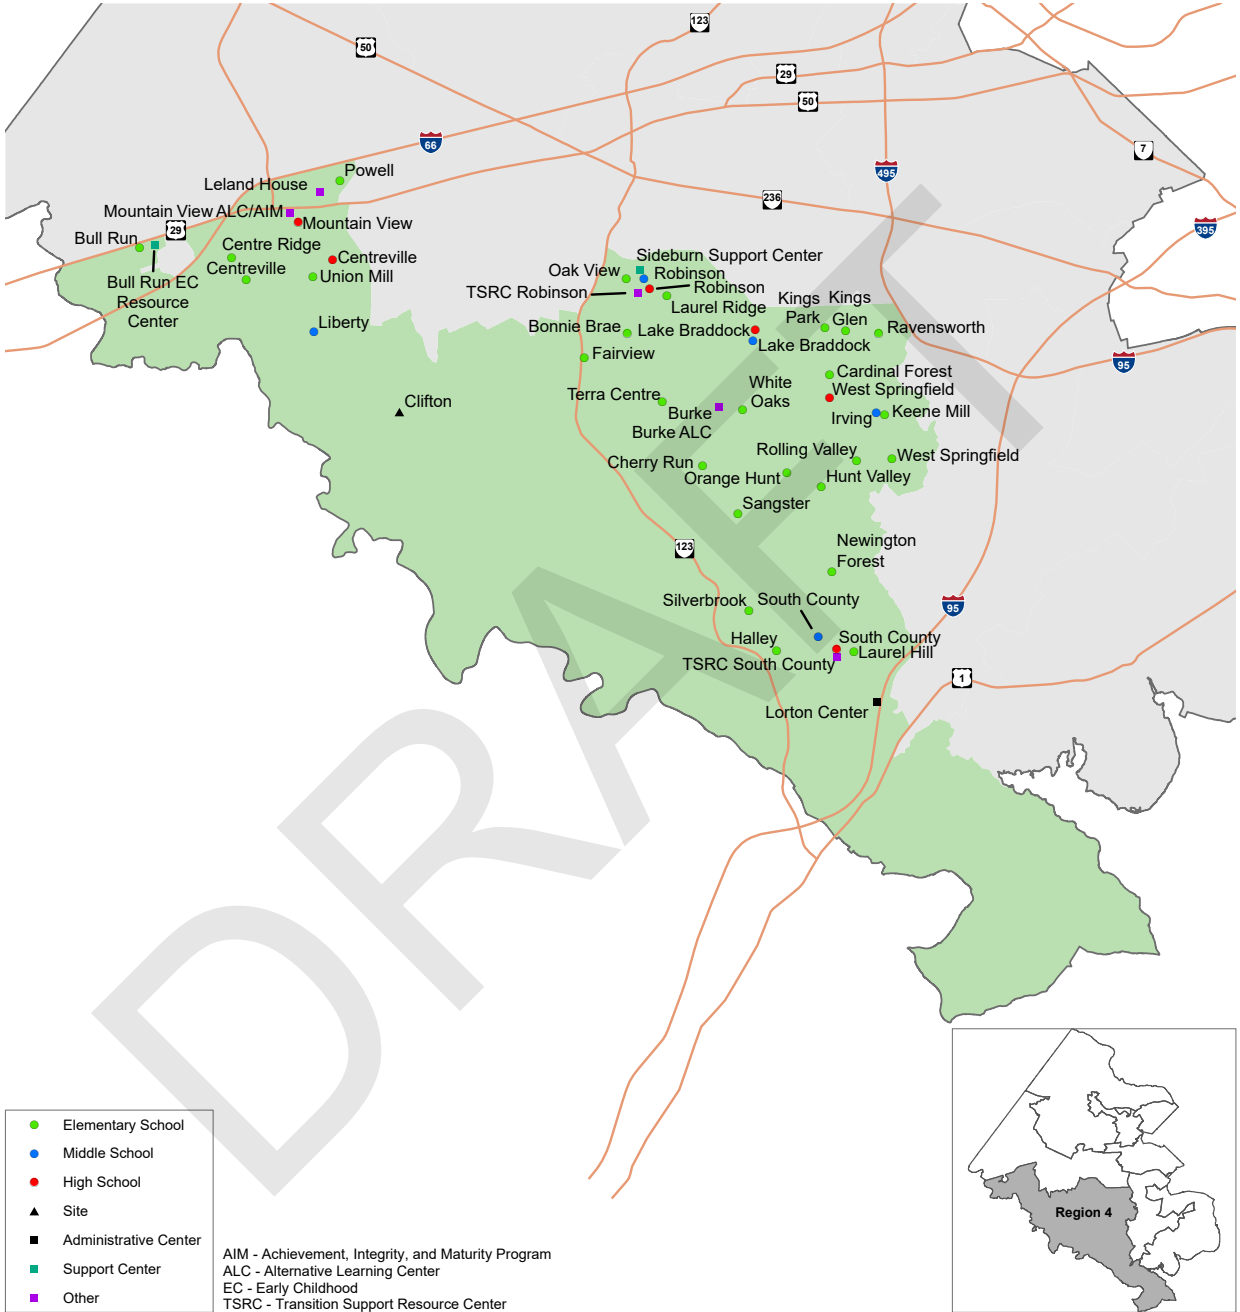 123
50
29
50
66
7
495
236
395
Powell
Leland House
Mountain View ALC/AIM
Mountain View
29
Bull Run
Centre Ridge
Centreville
Centreville
Union Mill
Bull Run EC
Resource
Center
Liberty
Sideburn Support Center
Oak View
Robinson
TSRC Robinson
Robinson
Laurel Ridge
Kings
Park
Kings
Glen
Bonnie Brae
Lake Braddock
Lake Braddock
Ravensworth
Fairview
95
Cardinal Forest
West Springfield
Terra Centre
White
Oaks
Clifton
Burke
Burke ALC
Irving
Keene Mill
Rolling Valley
West Springfield
Cherry Run
Orange Hunt
Hunt Valley
Sangster
123
Newington
Forest
Silverbrook
South County
95
Halley
South County
Laurel Hill
TSRC South County
1
Lorton Center
DRAFT
Elementary School
Middle School
High School
Site
Administrative Center
Support Center
Other
AIM - Achievement, Integrity, and Maturity Program
ALC - Alternative Learning Center
EC - Early Childhood
TSRC - Transition Support Resource Center
Region 4